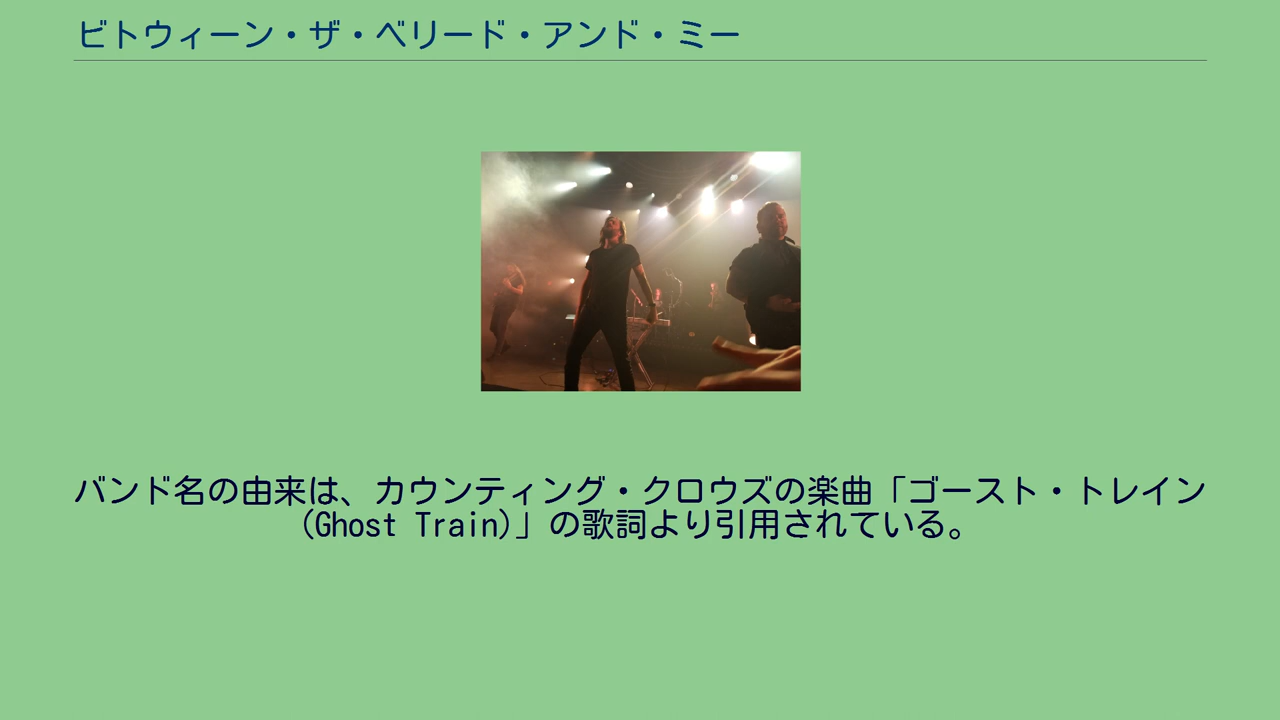 ビトウィーン・ザ・ベリード・アンド・ミー
バンド名の由来は、カウンティング・クロウズの楽曲「ゴースト・トレイン
(Ghost Train)」の歌詞より引用されている。